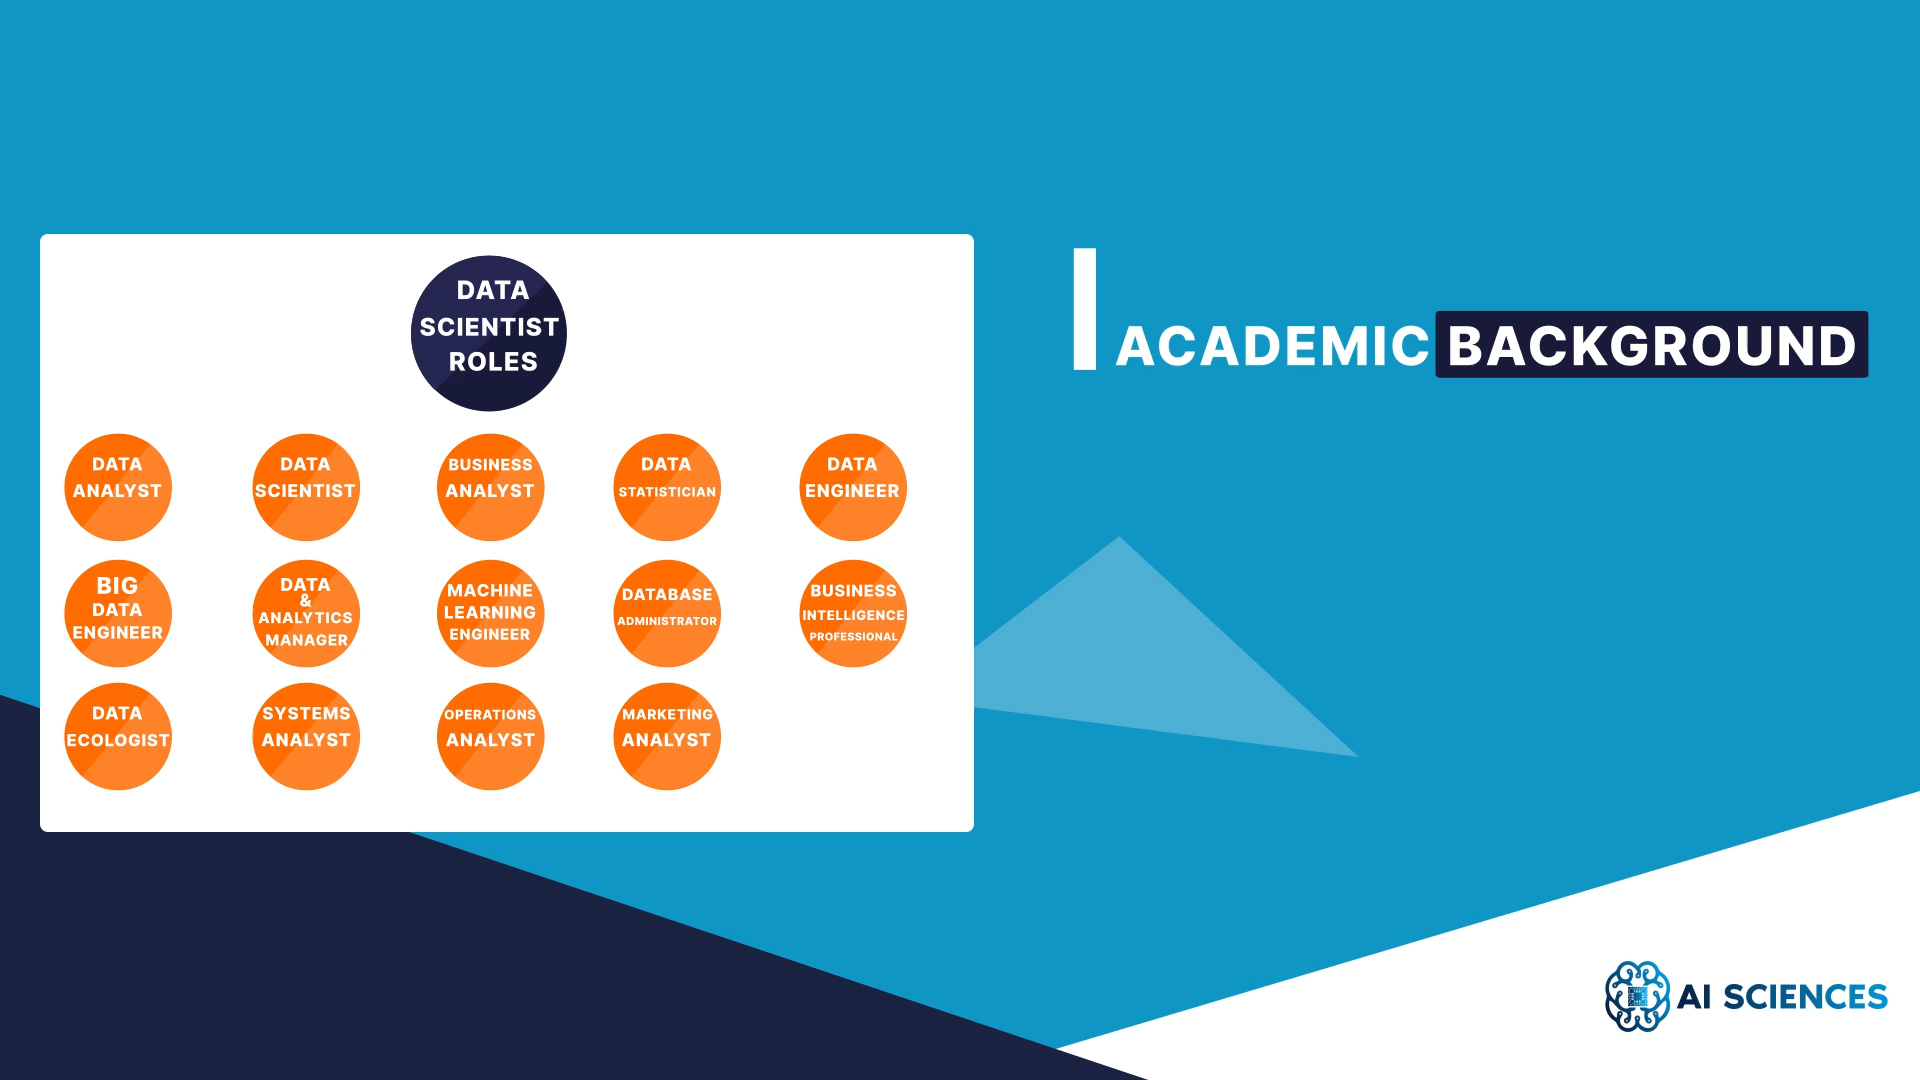 DATA
SCIENTIST
ROLES
ACADEMIC BACKGROUND
DATA
ANALYST
DATA
SCIENTIST
BUSINESS
ANALYST
DATA
STATISTICIAN
DATA
ENGINEER
BIG
DATA
ENGINEER
DATA
&
ANALYTICS
MANAGER
MACHINE
LEARNING
ENGINEER
DATABASE
ADMINISTRATOR
BUSINESS
INTELLIGENCE
PROFESSIONAL
DATA
ECOLOGIST
SYSTEMS
ANALYST
OPERATIONS
ANALYST
MARKETING
ANALYST
AI SCIENCES